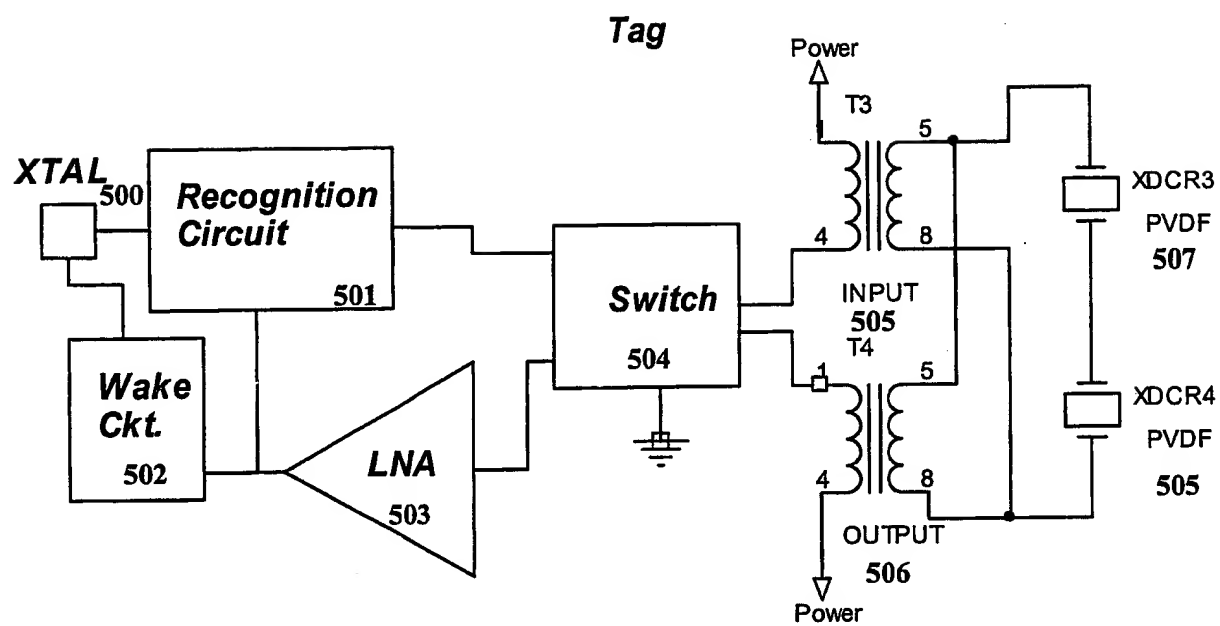 Tag
Power
T3
1
5
4
8
XTAL
500
Recognition
Circuit
501
XDCR3
PVDF
507
Switch
504
INPUT
505
T4
1
5
4
8
Wake
Ckt.
502
LNA
503
XDCR4
PVDF
505
OUTPUT
506
Power